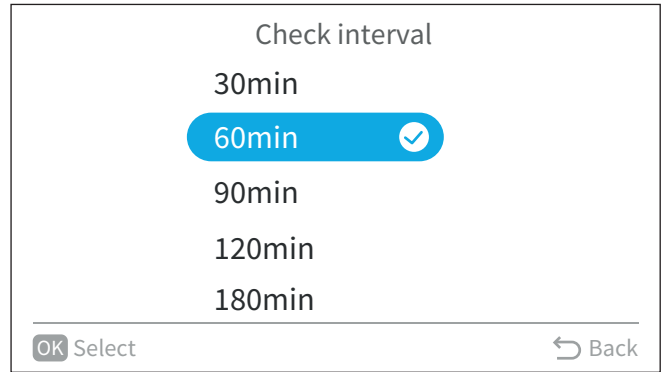 Check interval
30min
60min
90min
120min
180min
OK Select Back